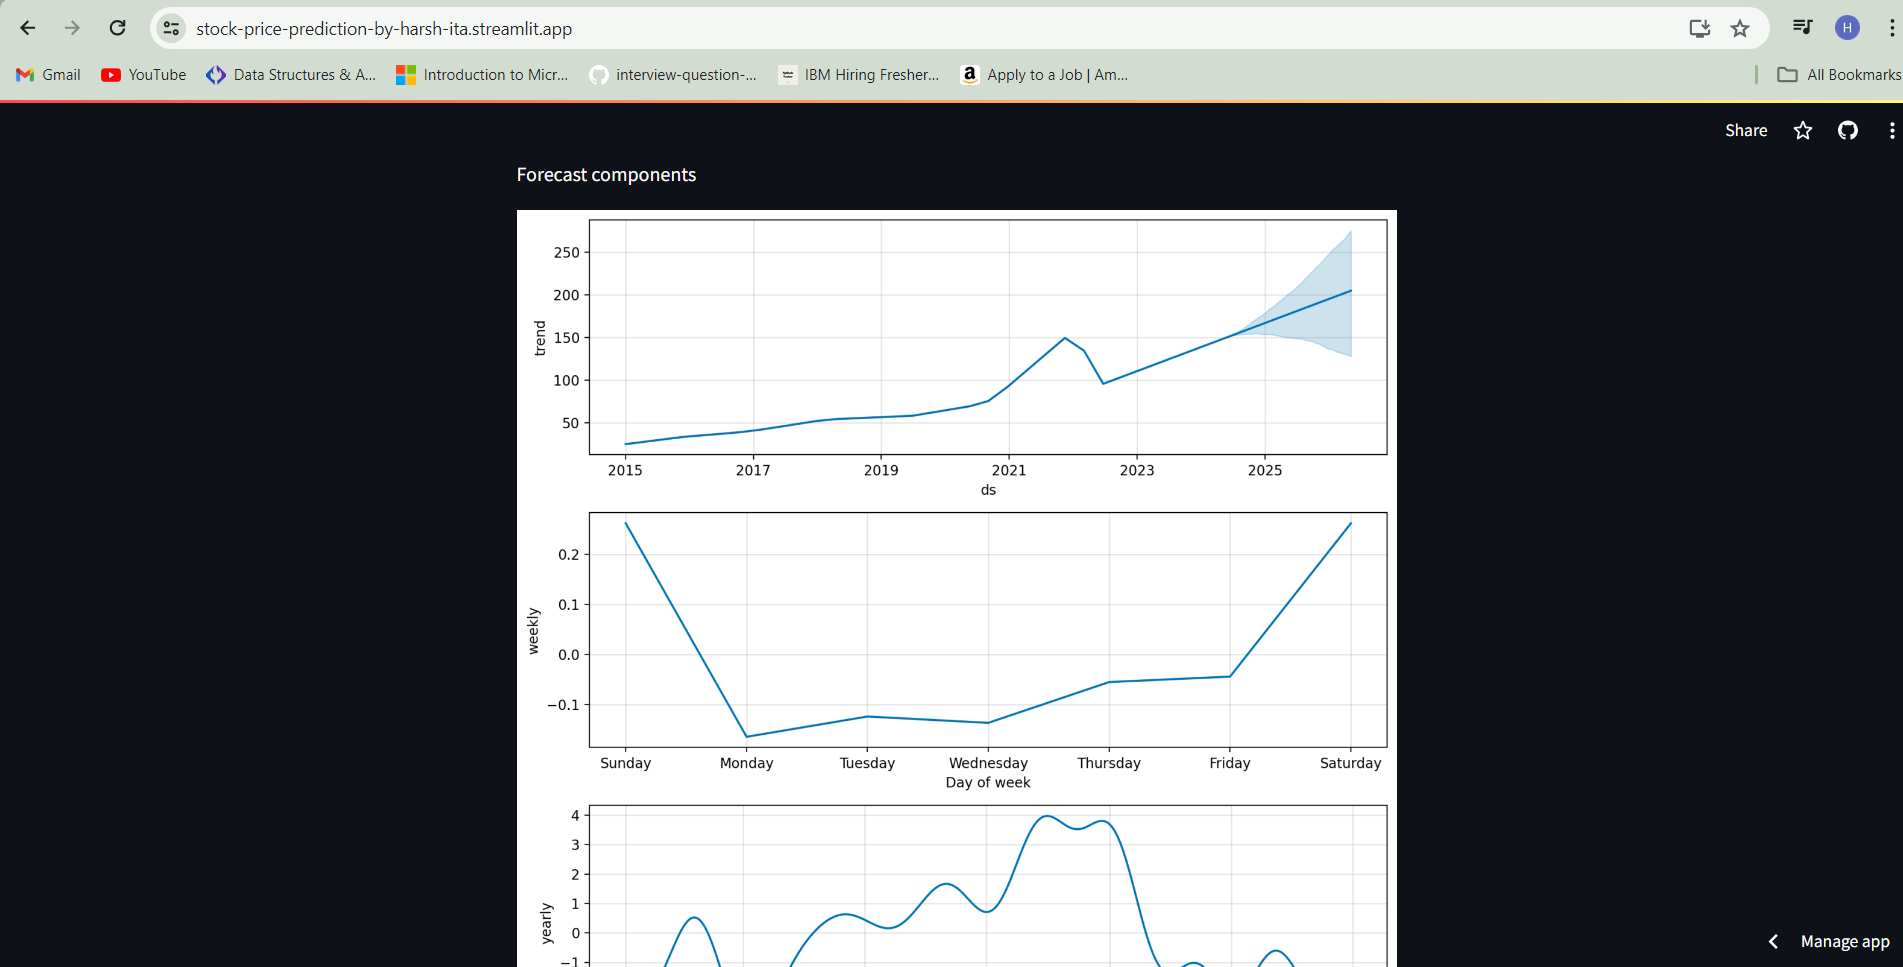 stock-price-prediction-by-harsh-ita.streamlit.app
H
Gmail YouTube Data Structures & A... Introduction to Micr... interview-question-... IBM Hiring Fresher... a Apply to a Job | Am... All Bookmarks
Share
Forecast components
250
200
150
100
50
trend
2015 2017 2019 2021 2023 2025
ds
0.2
0.1
0.0
−0.1
weekly
Sunday Monday Tuesday Wednesday Thursday Friday Saturday
Day of week
4
3
2
1
0
−1
yearly
Manage app